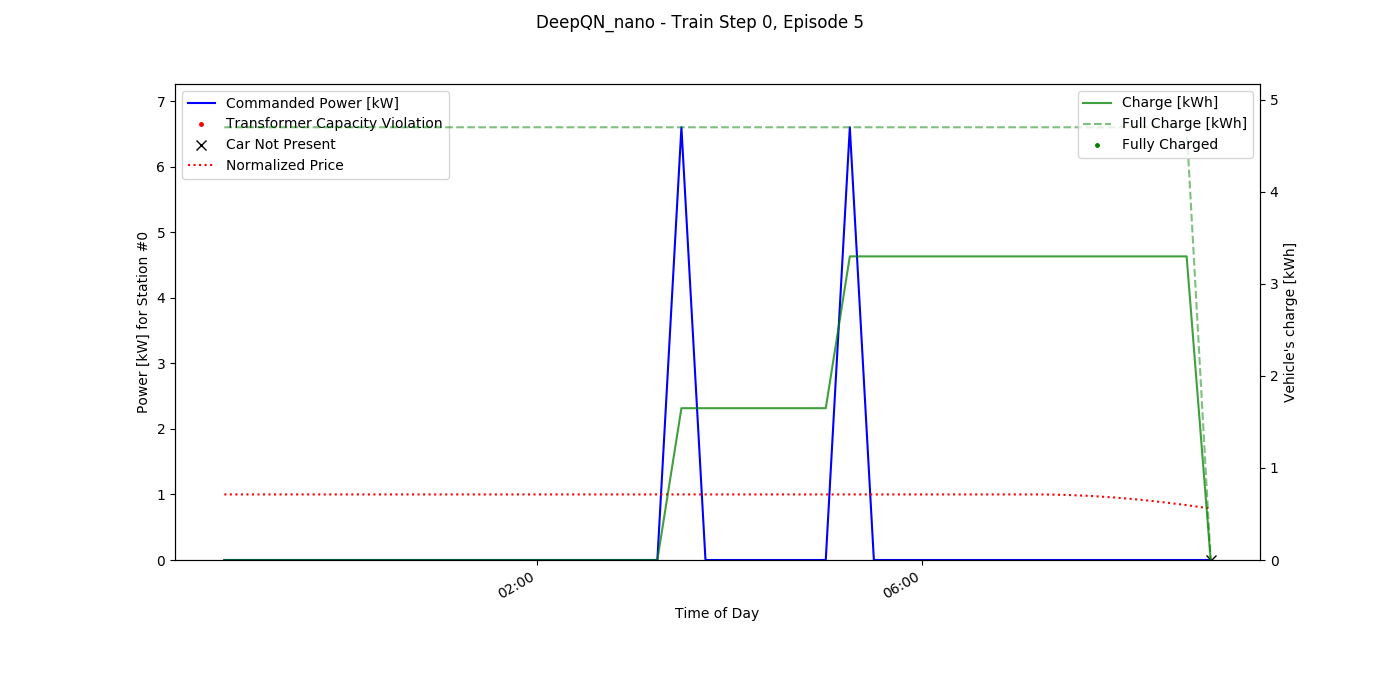 DeepQN_nano - Train Step 0, Episode 5
Commanded Power [kW]
Transformer Capacity Violation
Car Not Present
Normalized Price
Charge [kWh]
Full Charge [kWh]
Fully Charged
7
6
5
4
3
2
1
0
Power [kW] for Station #0
5
4
3
2
1
0
Vehicle's charge [kWh]
02:00
06:00
Time of Day